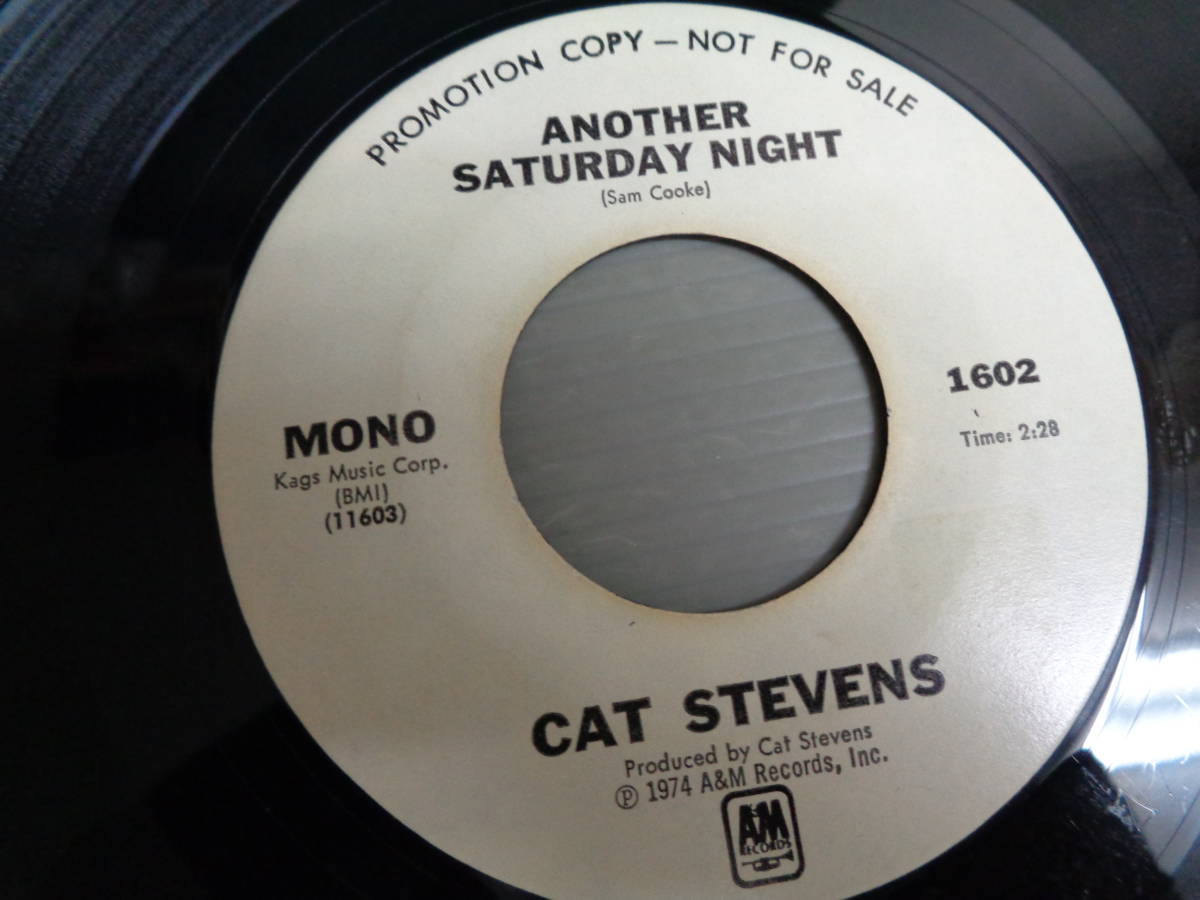 PROMOTION COPY — NOT FOR SALE
ANOTHER
SATURDAY NIGHT
(Sam Cooke)
MONO
Kags Music Corp.
(BMI)
(11603)
1602
Time: 2:28
CAT STEVENS
Produced by Cat Stevens
℗ 1974 A&M Records, Inc.
A&M
RECORDS